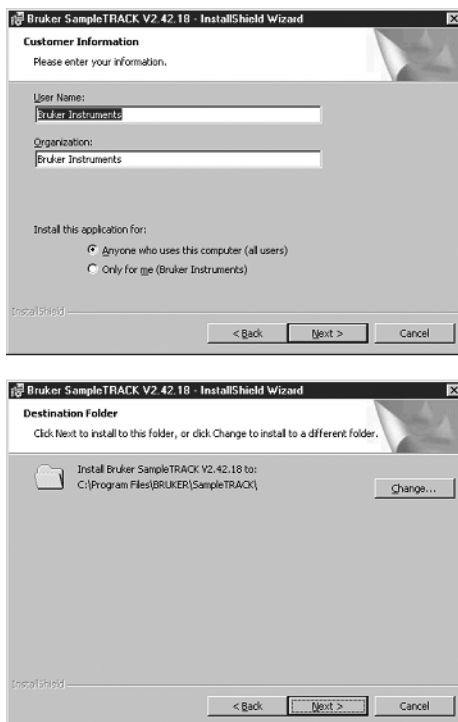 Bruker SampleTRACK V2.42.18 - InstallShield Wizard
Customer Information
Please enter your information.
User Name:
Bruker Instruments
Organization:
Bruker Instruments
Install this application for:
Anyone who uses this computer (all users)
Only for me (Bruker Instruments)
InstallShield
< Back
Next >
Cancel
Bruker SampleTRACK V2.42.18 - InstallShield Wizard
Destination Folder
Click Next to install to this folder, or click Change to install to a different folder.
Install Bruker SampleTRACK V2.42.18 to:
C:\Program Files\BRUKER\SampleTRACK\
Change...
InstallShield
< Back
Next >
Cancel